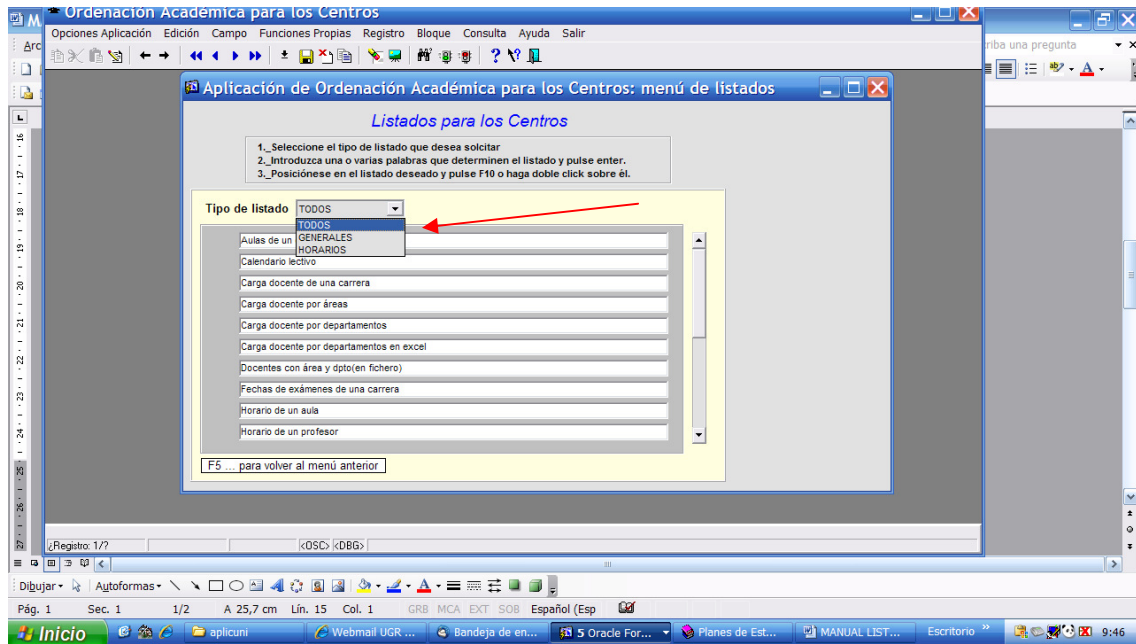 Ordenación Académica para los Centros
Opciones Aplicación Edición Campo Funciones Propias Registro Bloque Consulta Ayuda Salir
Arc
criba una pregunta
Aplicación de Ordenación Académica para los Centros: menú de listados
Listados para los Centros
1._Seleccione el tipo de listado que desea solcitar
2._Introduzca una o varias palabras que determinen el listado y pulse enter.
3._Posiciónese en el listado deseado y pulse F10 o haga doble click sobre él.
Tipo de listado TODOS
TODOS
GENERALES
HORARIOS
Aulas de un
Calendario lectivo
Carga docente de una carrera
Carga docente por áreas
Carga docente por departamentos
Carga docente por departamentos en excel
Docentes con área y dpto(en fichero)
Fechas de exámenes de una carrera
Horario de un aula
Horario de un profesor
F5 ... para volver al menú anterior
¿Registro: 1/? <OSC> <DBG>
Dibujar Autoformas
Pág. 1 Sec. 1 1/2 A 25,7 cm Lín. 15 Col. 1 GRB MCA EXT SOB Español (Esp
Inicio aplicuni Webmail UGR ... Bandeja de en... 5 Oracle For... Planes de Est... MANUAL LIST... Escritorio 9:46